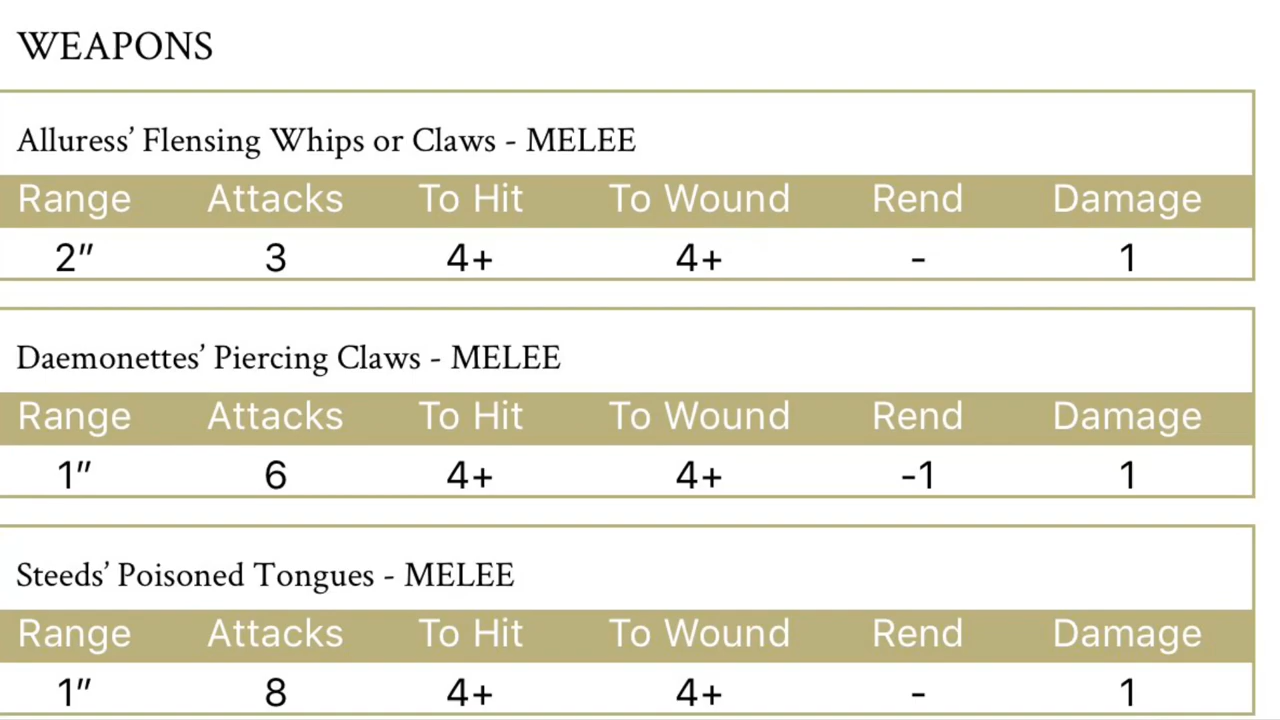 WEAPONS
Alluress’ Flensing Whips or Claws - MELEE
Range Attacks To Hit To Wound Rend Damage
2″ 3 4+ 4+ - 1
Daemonettes’ Piercing Claws - MELEE
Range Attacks To Hit To Wound Rend Damage
1″ 6 4+ 4+ -1 1
Steeds’ Poisoned Tongues - MELEE
Range Attacks To Hit To Wound Rend Damage
1″ 8 4+ 4+ - 1